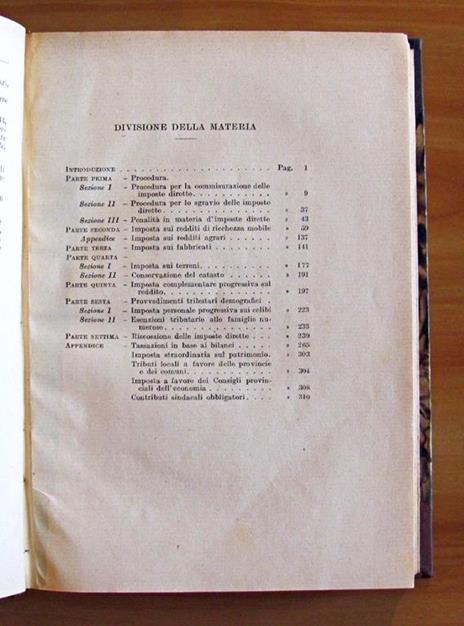 DIVISIONE DELLA MATERIA
INTRODUZIONE . . . . . . . . . . . . . . . . . . . . . . Pag. 1
PARTE PRIMA – Procedura.
Sezione I – Procedura per la commisurazione delle
imposte dirette . . . . . . . . . . . . » 9
Sezione II – Procedura per lo sgravio delle imposte
dirette . . . . . . . . . . . . . . . . » 37
Sezione III – Penalità in materia d'imposte dirette » 43
PARTE SECONDA – Imposta sui redditi di ricchezza mobile » 59
Appendice – Imposta sui redditi agrari . . . . . . » 137
PARTE TERZA – Imposta sui fabbricati . . . . . . . . » 141
PARTE QUARTA –
Sezione I – Imposta sui terreni. . . . . . . . . . » 177
Sezione II – Conservazione del catasto . . . . . . » 191
PARTE QUINTA – Imposta complementare progressiva sul
reddito. . . . . . . . . . . . . . . . » 197
PARTE SESTA – Provvedimenti tributari demografici .
Sezione I – Imposta personale progressiva sui celibi » 223
Sezione II – Esenzioni tributarie alle famiglie nu-
merose . . . . . . . . . . . . . . . . » 233
PARTE SETTIMA – Riscossione delle imposte dirette . . » 239
APPENDICE – Tassazioni in base ai bilanci . . . . » 265
Imposta straordinaria sul patrimonio. » 303
Tributi locali a favore delle provincie
e dei comuni. . . . . . . . . . . . . » 304
Imposta a favore dei Consigli provin-
ciali dell'economia . . . . . . . . . . » 308
Contributi sindacali obbligatori. . . . » 310